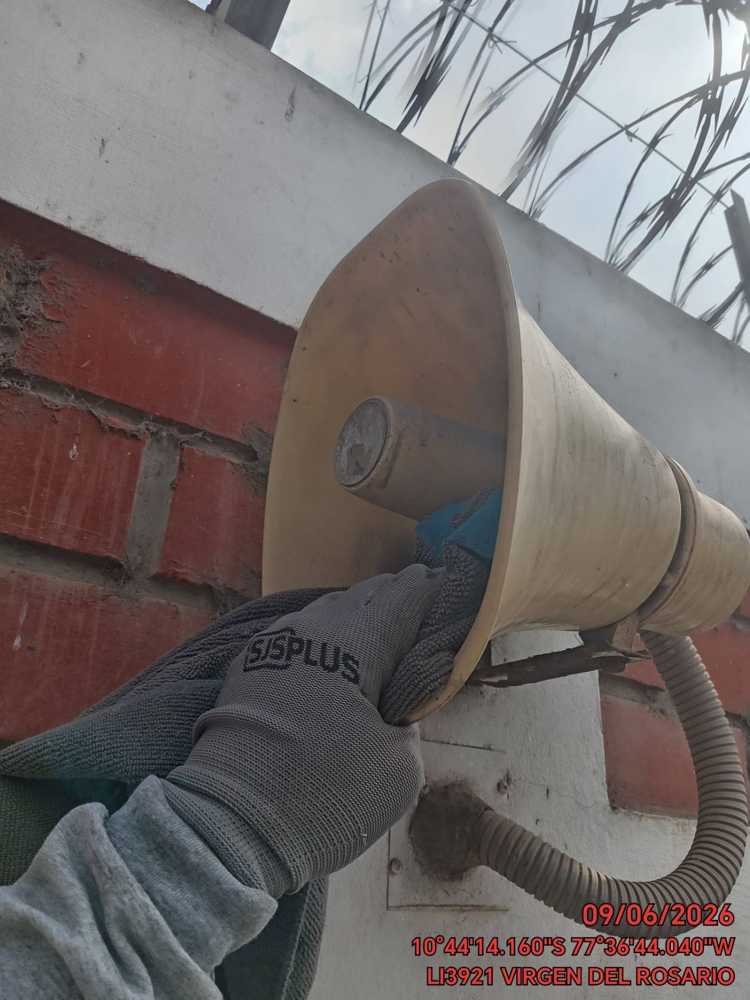 SJSPLUS
09/06/2026
10°44'14.160"S 77°36'44.040"W
LI3921 VIRGEN DEL ROSARIO